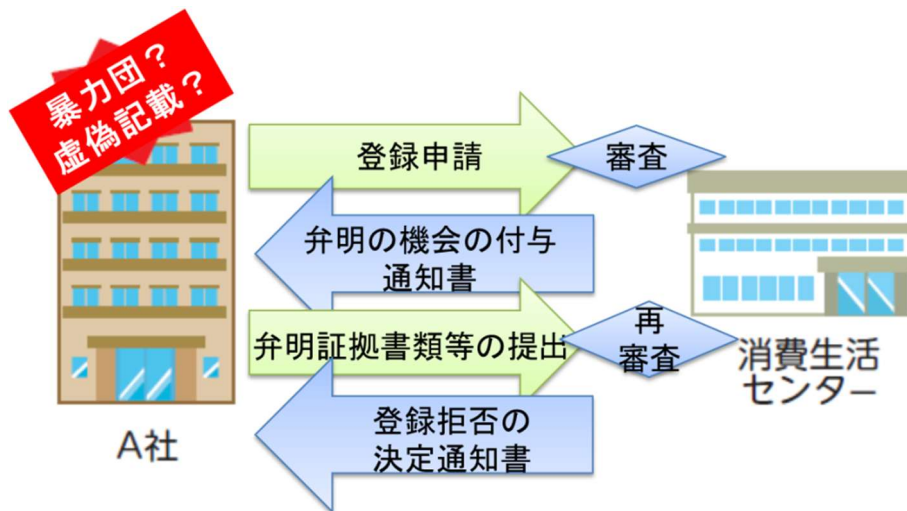 暴力団？
虚偽記載？
登録申請
審査
弁明の機会の付与
通知書
弁明証拠書類等の提出
再
審査
登録拒否の
決定通知書
A社
消費生活
センター